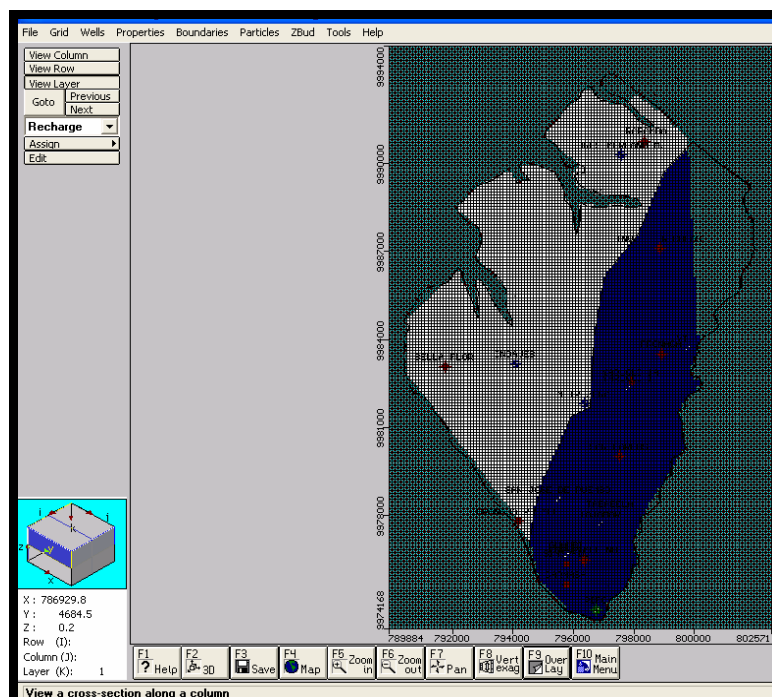 File Grid Wells Properties Boundaries Particles ZBud Tools Help
View Column
View Row
View Layer
Goto Previous
Next
Recharge
Assign
Edit
9994000
9990000
9987000
9984000
9981000
9978000
9974168
BELLA FLOR
789884 792000 794000 796000 798000 800000 802571
i j
k
z y
x
X : 786929.8
Y : 4684.5
Z : 0.2
Row (I):
Column (J):
Layer (K): 1
F1 ? Help
F2 3D
F3 Save
F4 Map
F5 Zoom in
F6 Zoom out
F7 Pan
F8 Vert exag
F9 Over Lay
F10 Main Menu
View a cross-section along a column